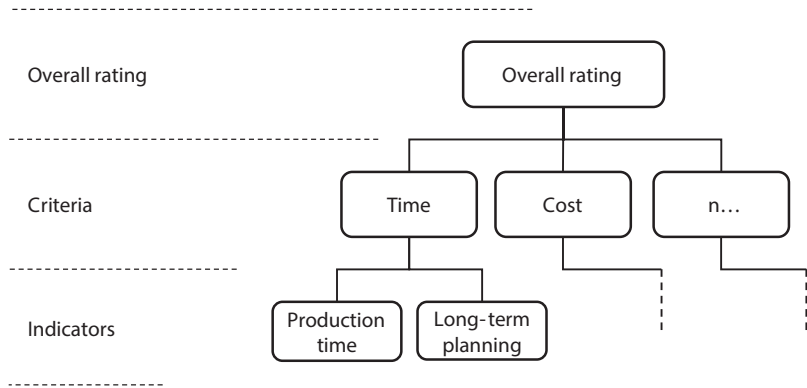 Overall rating
Overall rating
Criteria
Time
Cost
n...
Indicators
Production
time
Long-term
planning